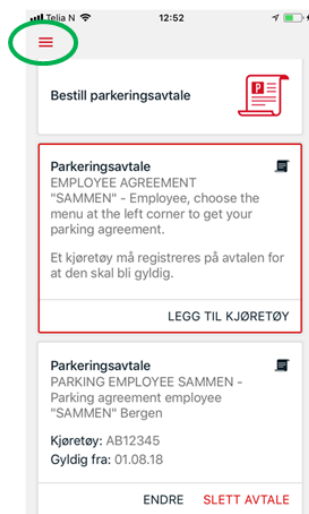 Telia N 12:52
Bestill parkeringsavtale
P
Parkeringsavtale
EMPLOYEE AGREEMENT
"SAMMEN" - Employee, choose the
menu at the left corner to get your
parking agreement.
Et kjøretøy må registreres på avtalen for
at den skal bli gyldig.
LEGG TIL KJØRETØY
Parkeringsavtale
PARKING EMPLOYEE SAMMEN -
Parking agreement employee
"SAMMEN" Bergen
Kjøretøy: AB12345
Gyldig fra: 01.08.18
ENDRE SLETT AVTALE